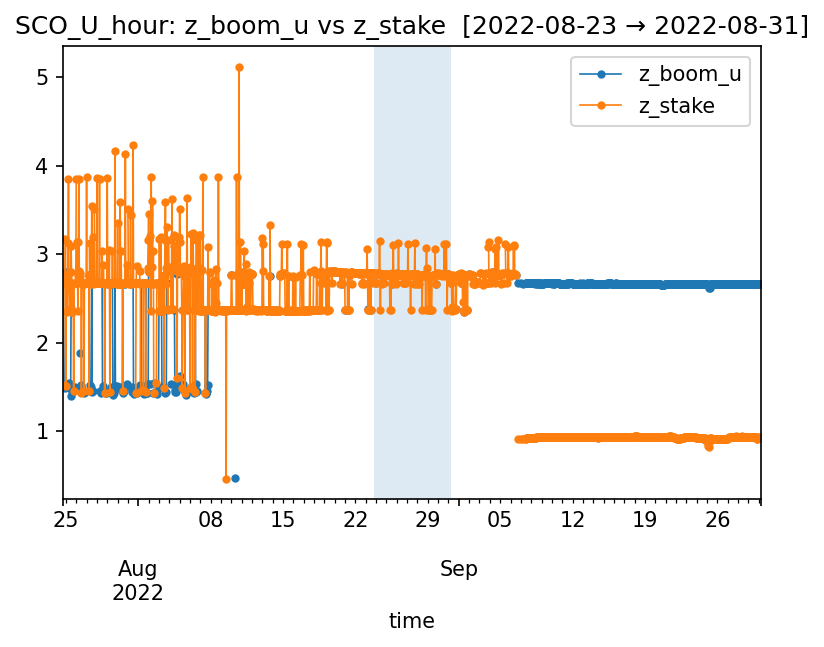 SCO_U_hour: z_boom_u vs z_stake  [2022-08-23 → 2022-08-31]
z_boom_u
z_stake
5
4
3
2
1
25 08 15 22 29 05 12 19 26
Aug Sep
2022
time